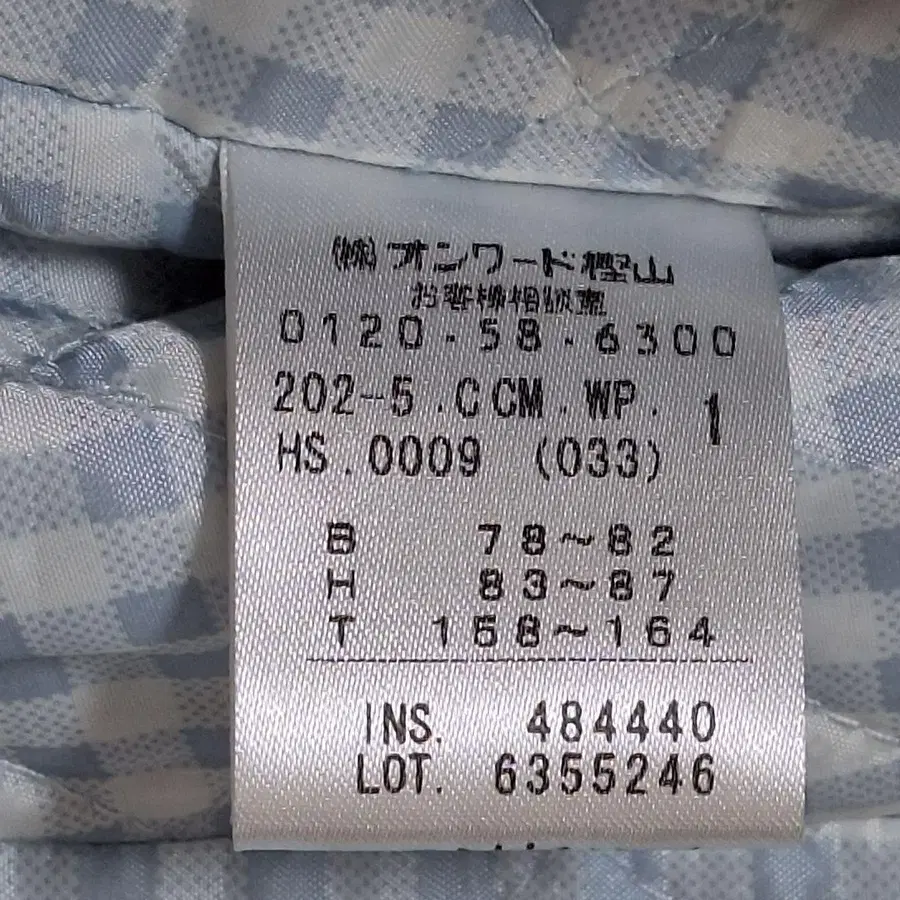 (株)オンワード樫山
お客様相談室
0120-58-6300
202-5.CCM.WP. 1
HS.0009 (033)
B 78~82
H 83~87
T 158~164
INS. 484440
LOT. 6355246